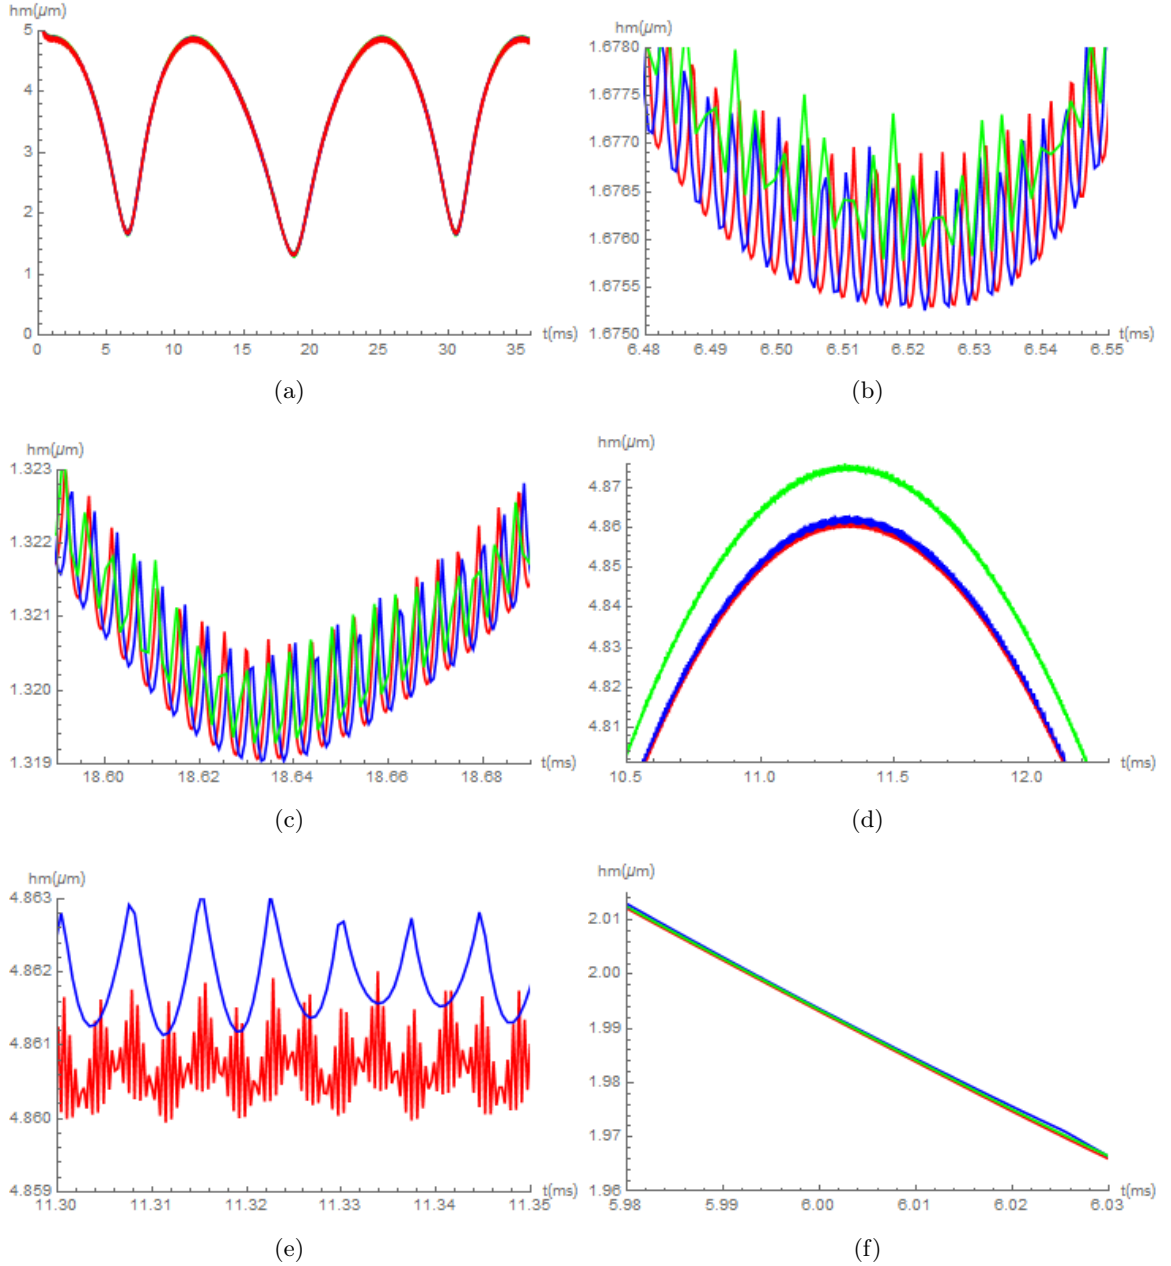 hm(μm)
5
4
3
2
1
0
0 5 10 15 20 25 30 35
t(ms)
(a)
hm(μm)
1.6780
1.6775
1.6770
1.6765
1.6760
1.6755
1.6750
6.48 6.49 6.50 6.51 6.52 6.53 6.54 6.55
t(ms)
(b)
hm(μm)
1.323
1.322
1.321
1.320
1.319
18.60 18.62 18.64 18.66 18.68
t(ms)
(c)
hm(μm)
4.87
4.86
4.85
4.84
4.83
4.82
4.81
10.5 11.0 11.5 12.0
t(ms)
(d)
hm(μm)
4.863
4.862
4.861
4.860
4.859
11.30 11.31 11.32 11.33 11.34 11.35
t(ms)
(e)
hm(μm)
2.01
2.00
1.99
1.98
1.97
1.96
5.98 5.99 6.00 6.01 6.02 6.03
t(ms)
(f)